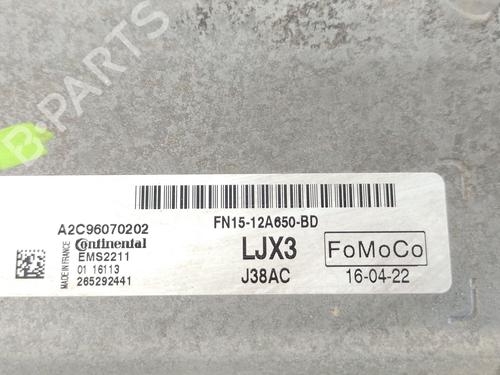 B-Parts
FN15-12A650-BD
A2C96070202
Continental
EMS2211
01 16113
265292441
MADE IN FRANCE
LJX3
J38AC
FoMoCo
16-04-22